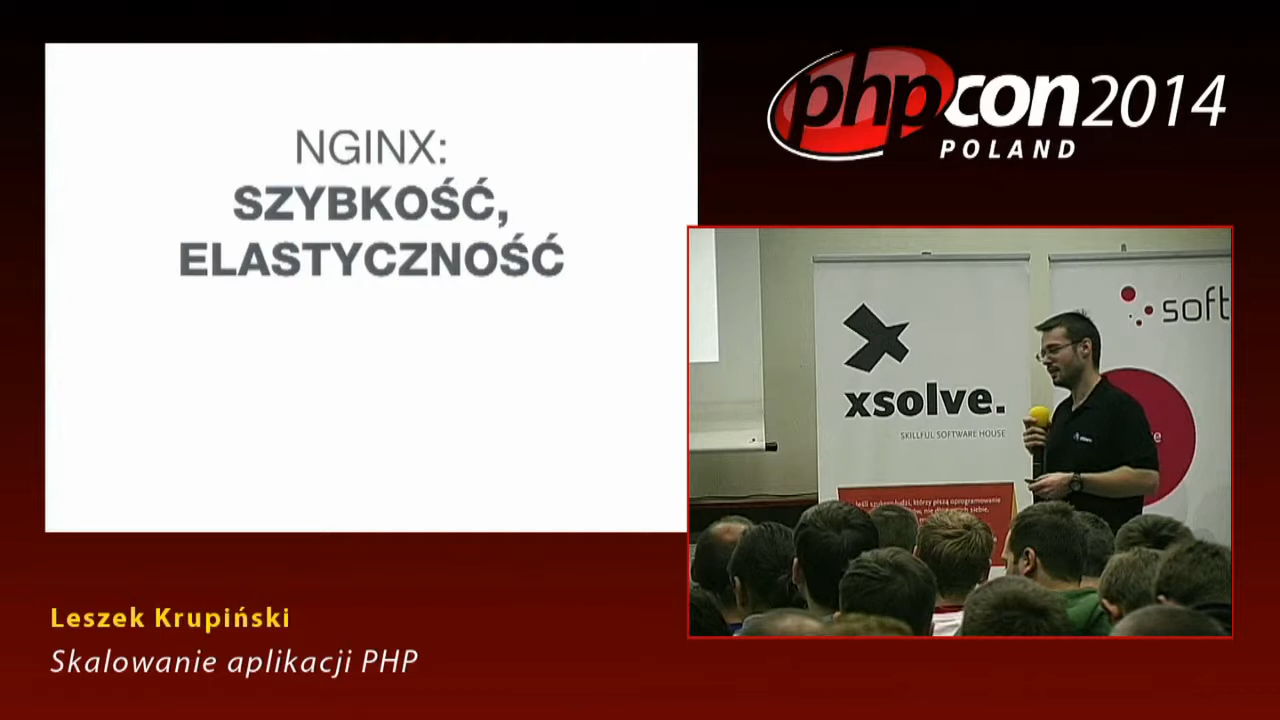 NGINX:
SZYBKOŚĆ,
ELASTYCZNOŚĆ
phpcon2014
POLAND
xsolve.
SKILLFUL SOFTWARE HOUSE
soft
Leszek Krupiński
Skalowanie aplikacji PHP